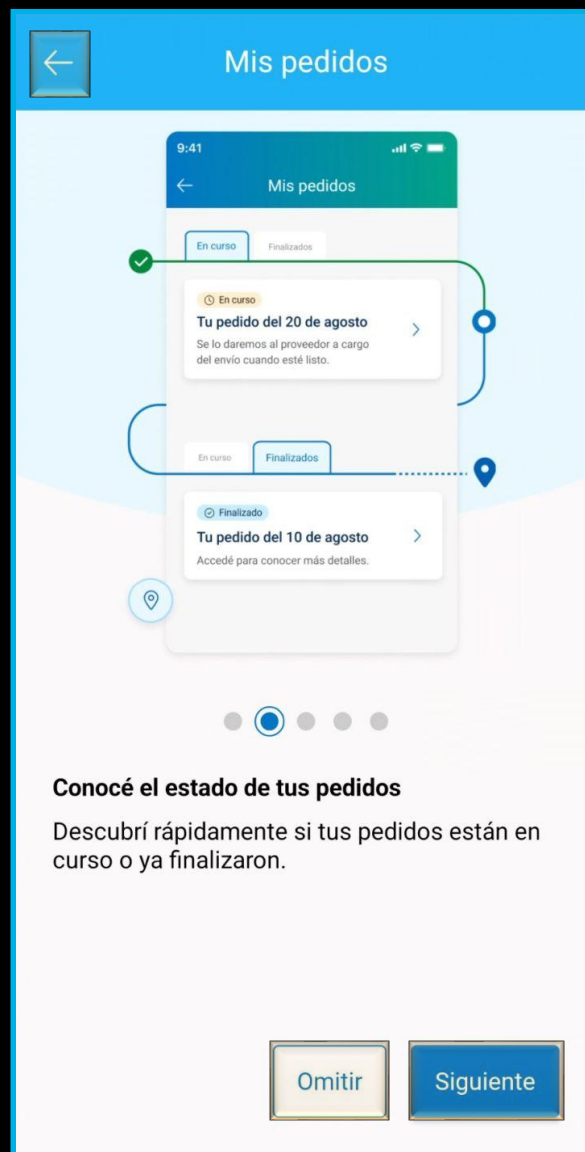 Mis pedidos
9:41
Mis pedidos
En curso Finalizados
En curso
Tu pedido del 20 de agosto
Se lo daremos al proveedor a cargo
del envío cuando esté listo.
En curso Finalizados
Finalizado
Tu pedido del 10 de agosto
Accedé para conocer más detalles.
Conocé el estado de tus pedidos
Descubrí rápidamente si tus pedidos están en
curso o ya finalizaron.
Omitir Siguiente